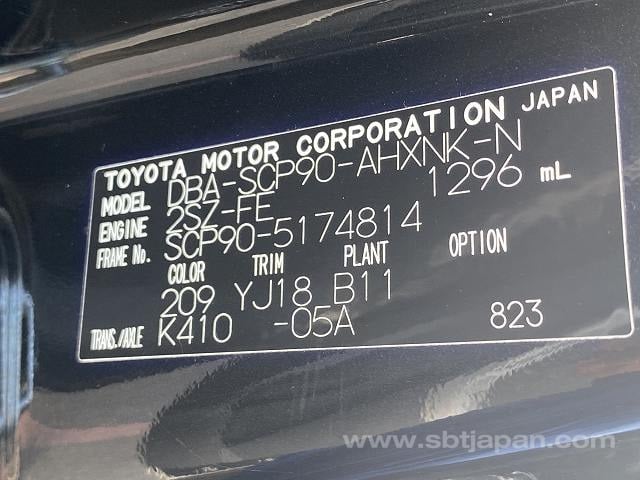 TOYOTA MOTOR CORPORATION JAPAN
MODEL DBA-SCP90-AHXNK-N
ENGINE 2SZ-FE 1296 mL
FRAME No. SCP90-5174814
COLOR TRIM PLANT OPTION
209 YJ18 B11
TRANS./AXLE K410 -05A 823
www.sbtjapan.com